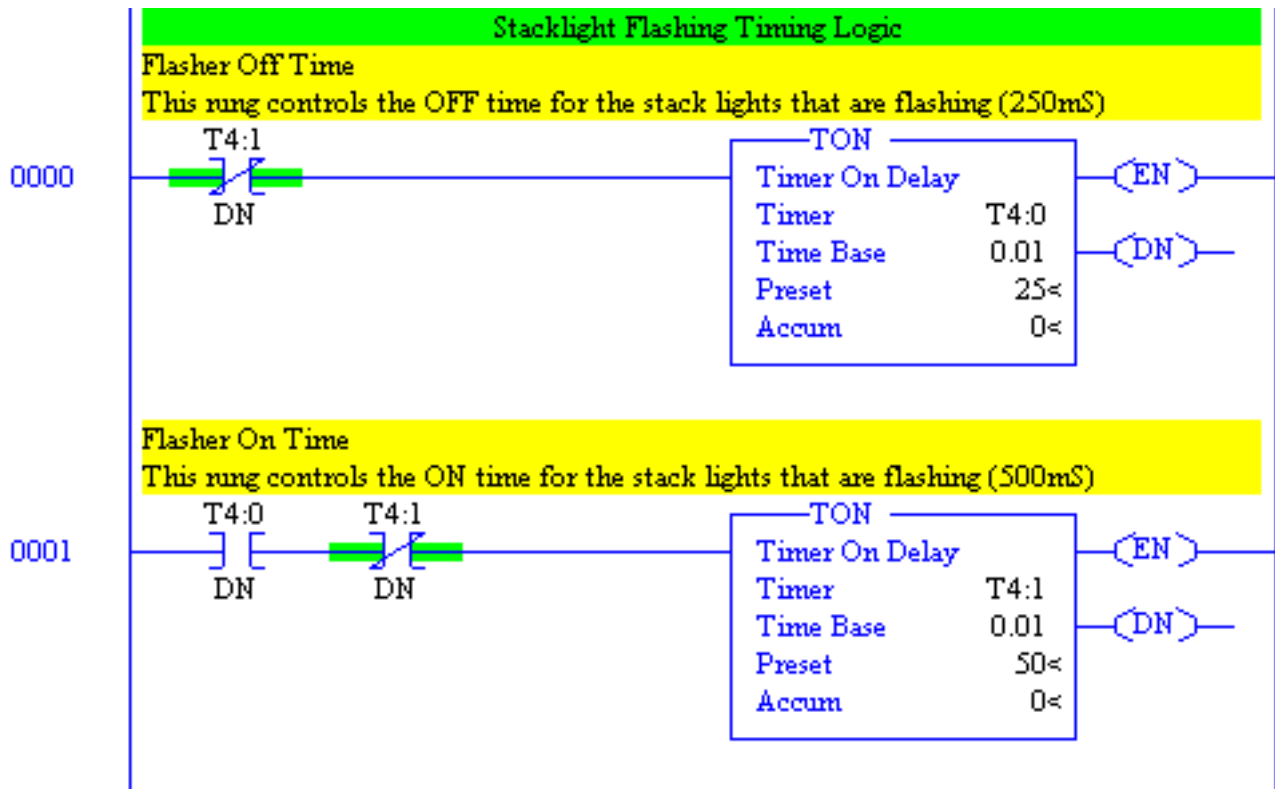 Stacklight Flashing Timing Logic
Flasher Off Time
This rung controls the OFF time for the stack lights that are flashing (250mS)
T4:1
TON
0000
Timer On Delay
EN
DN
Timer T4:0
Time Base 0.01
DN
Preset 25<
Accum 0<
Flasher On Time
This rung controls the ON time for the stack lights that are flashing (500mS)
T4:0 T4:1
TON
0001
Timer On Delay
EN
DN DN
Timer T4:1
Time Base 0.01
DN
Preset 50<
Accum 0<